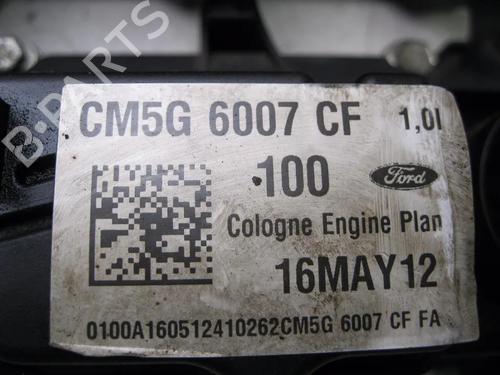 B-PARTS
CM5G 6007 CF 1,0l
100 Ford
Cologne Engine Plan
16MAY12
0100A160512410262CM5G 6007 CF FA